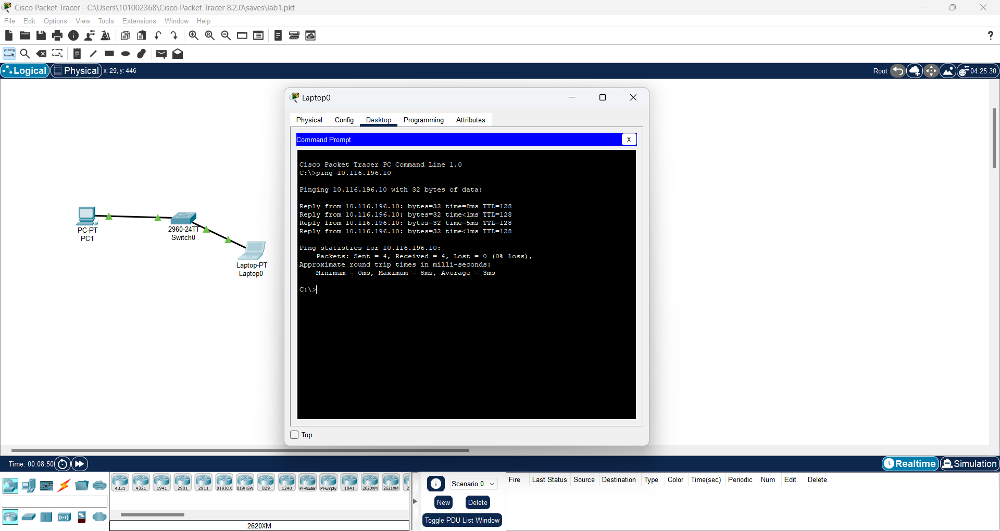 Cisco Packet Tracer - C:\Users\101002368\Cisco Packet Tracer 8.2.0\saves\lab1.pkt
File Edit Options View Tools Extensions Window Help
?
Logical Physical x: 29, y: 446 Root 04:25:30
Laptop0
Physical Config Desktop Programming Attributes
Command Prompt X
Cisco Packet Tracer PC Command Line 1.0
C:\>ping 10.116.196.10
Pinging 10.116.196.10 with 32 bytes of data:
Reply from 10.116.196.10: bytes=32 time=8ms TTL=128
Reply from 10.116.196.10: bytes=32 time<1ms TTL=128
Reply from 10.116.196.10: bytes=32 time=5ms TTL=128
Reply from 10.116.196.10: bytes=32 time<1ms TTL=128
Ping statistics for 10.116.196.10:
Packets: Sent = 4, Received = 4, Lost = 0 (0% loss),
Approximate round trip times in milli-seconds:
Minimum = 0ms, Maximum = 8ms, Average = 3ms
C:\>
Top
PC-PT
PC1
2960-24TT
Switch0
Laptop-PT
Laptop0
Time: 00:08:50 Realtime Simulation
4331 4321 1941 2901 2911 819IOX 819HGW 829 1240 PT-Router PT-Empty 1841 2620XM 2621XM 2
2620XM
Scenario 0
New Delete
Toggle PDU List Window
Fire Last Status Source Destination Type Color Time(sec) Periodic Num Edit Delete